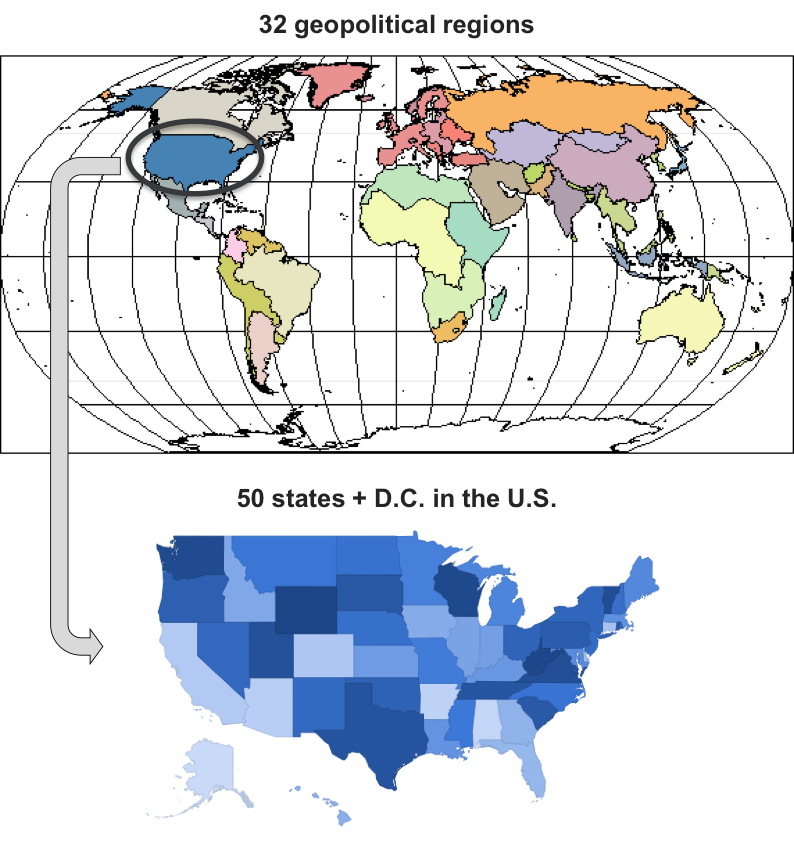 32 geopolitical regions
50 states + D.C. in the U.S.